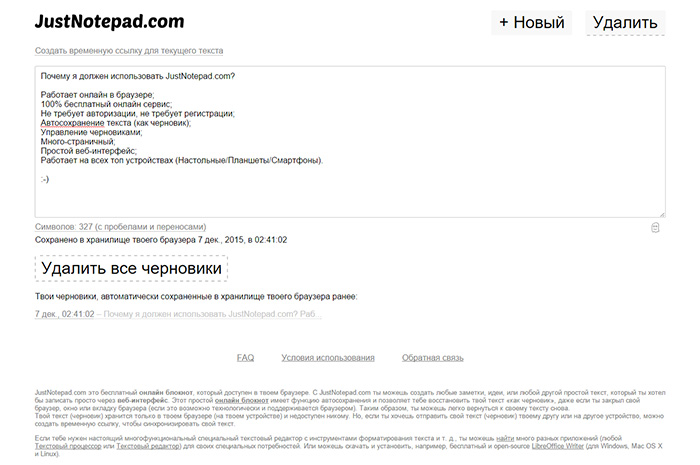 JustNotepad.com
+ Новый
Удалить
Создать временную ссылку для текущего текста
Почему я должен использовать JustNotepad.com?
Работает онлайн в браузере;
100% бесплатный онлайн сервис;
Не требует авторизации, не требует регистрации;
Автосохранение текста (как черновик);
Управление черновиками;
Много-страничный;
Простой веб-интерфейс;
Работает на всех топ устройствах (Настольные/Планшеты/Смартфоны).
:-)
Символов: 327 (с пробелами и переносами)
Сохранено в хранилище твоего браузера 7 дек., 2015, в 02:41:02
Удалить все черновики
Твои черновики, автоматически сохраненные в хранилище твоего браузера ранее:
7 дек., 02:41:02 – Почему я должен использовать JustNotepad.com? Раб...
FAQ
Условия использования
Обратная связь
JustNotepad.com это бесплатный онлайн блокнот, который доступен в твоем браузере. С JustNotepad.com ты можешь создать любые заметки, идеи, или любой другой простой текст, который ты хотел
бы записать просто через веб-интерфейс. Этот простой онлайн блокнот имеет функцию автосохранения и позволяет тебе восстановить твой текст «как черновик», даже если ты закрыл свой
браузер, окно или вкладку браузера (если это возможно технологически и поддерживается браузером). Таким образом, ты можешь легко вернуться к своему тексту снова.
Твой текст (черновик) хранится только в твоем браузере (на твоем устройстве) и недоступен никому. Но, если ты хочешь отправить свой текст (черновик) твоему другу или на другое устройство, можно
создать временную ссылку, чтобы синхронизировать свой текст.
Если тебе нужен настоящий многофункциональный специальный текстовый редактор с инструментами форматирования текста и т. д., ты можешь найти много разных приложений (любой
Текстовый процессор или Текстовый редактор) для своих специальных потребностей. Или можешь скачать и установить, например, бесплатный и open-source LibreOffice Writer (для Windows, Mac OS X
и Linux).